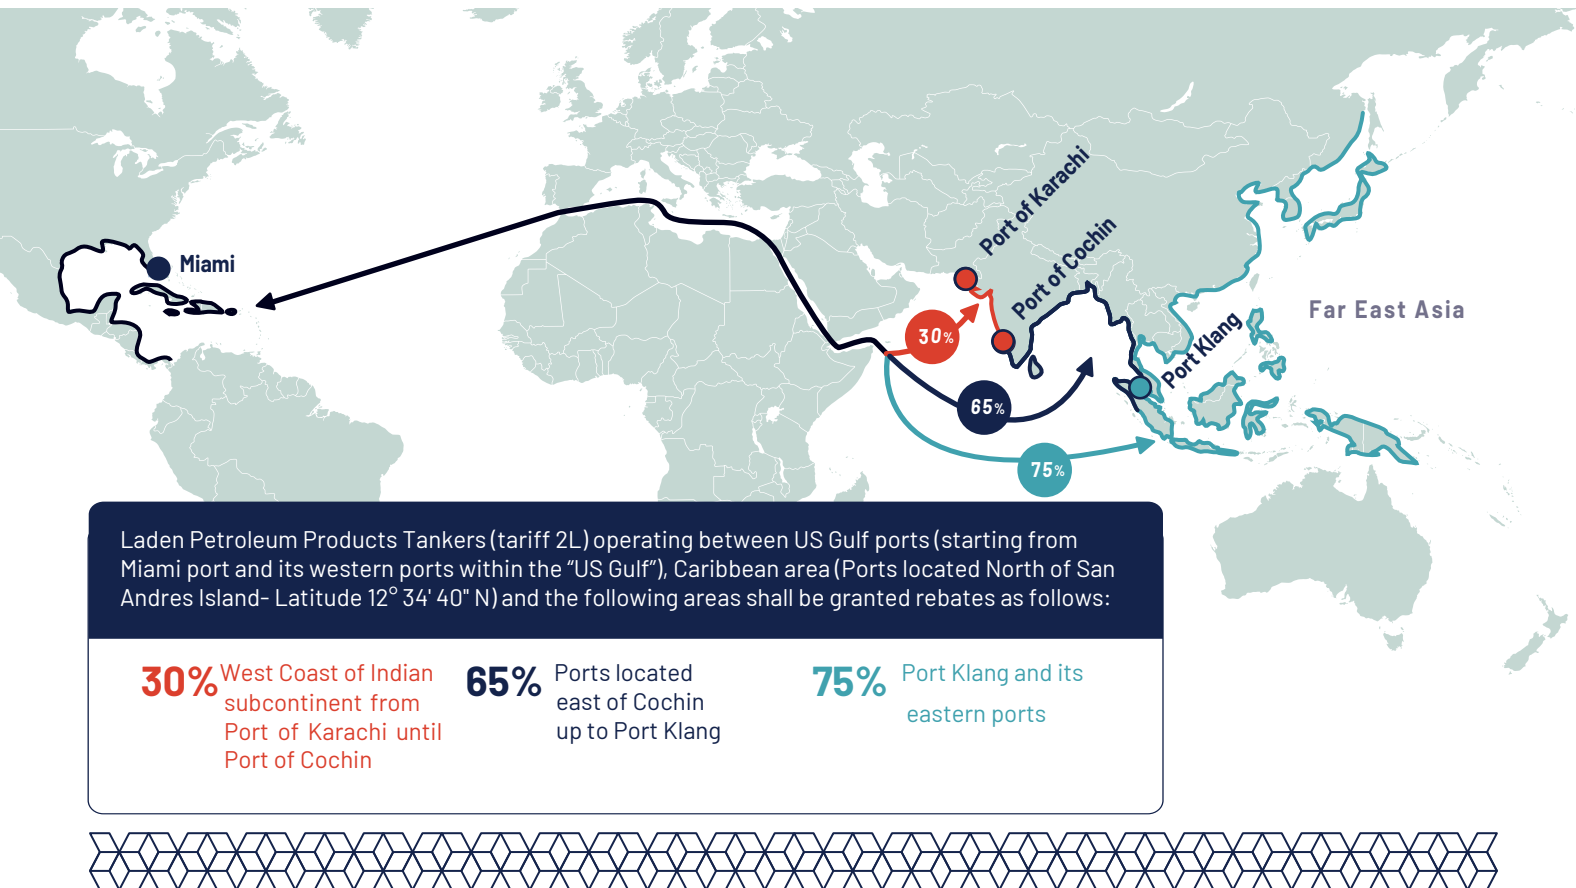 Port of Karachi
Port of Cochin
Miami
Far East Asia
Port Klang
30%
65%
75%
Laden Petroleum Products Tankers (tariff 2L) operating between US Gulf ports (starting from
Miami port and its western ports within the “US Gulf”), Caribbean area (Ports located North of San
Andres Island- Latitude 12° 34' 40" N) and the following areas shall be granted rebates as follows:
30% West Coast of Indian
subcontinent from
Port of Karachi until
Port of Cochin
65% Ports located
east of Cochin
up to Port Klang
75% Port Klang and its
eastern ports